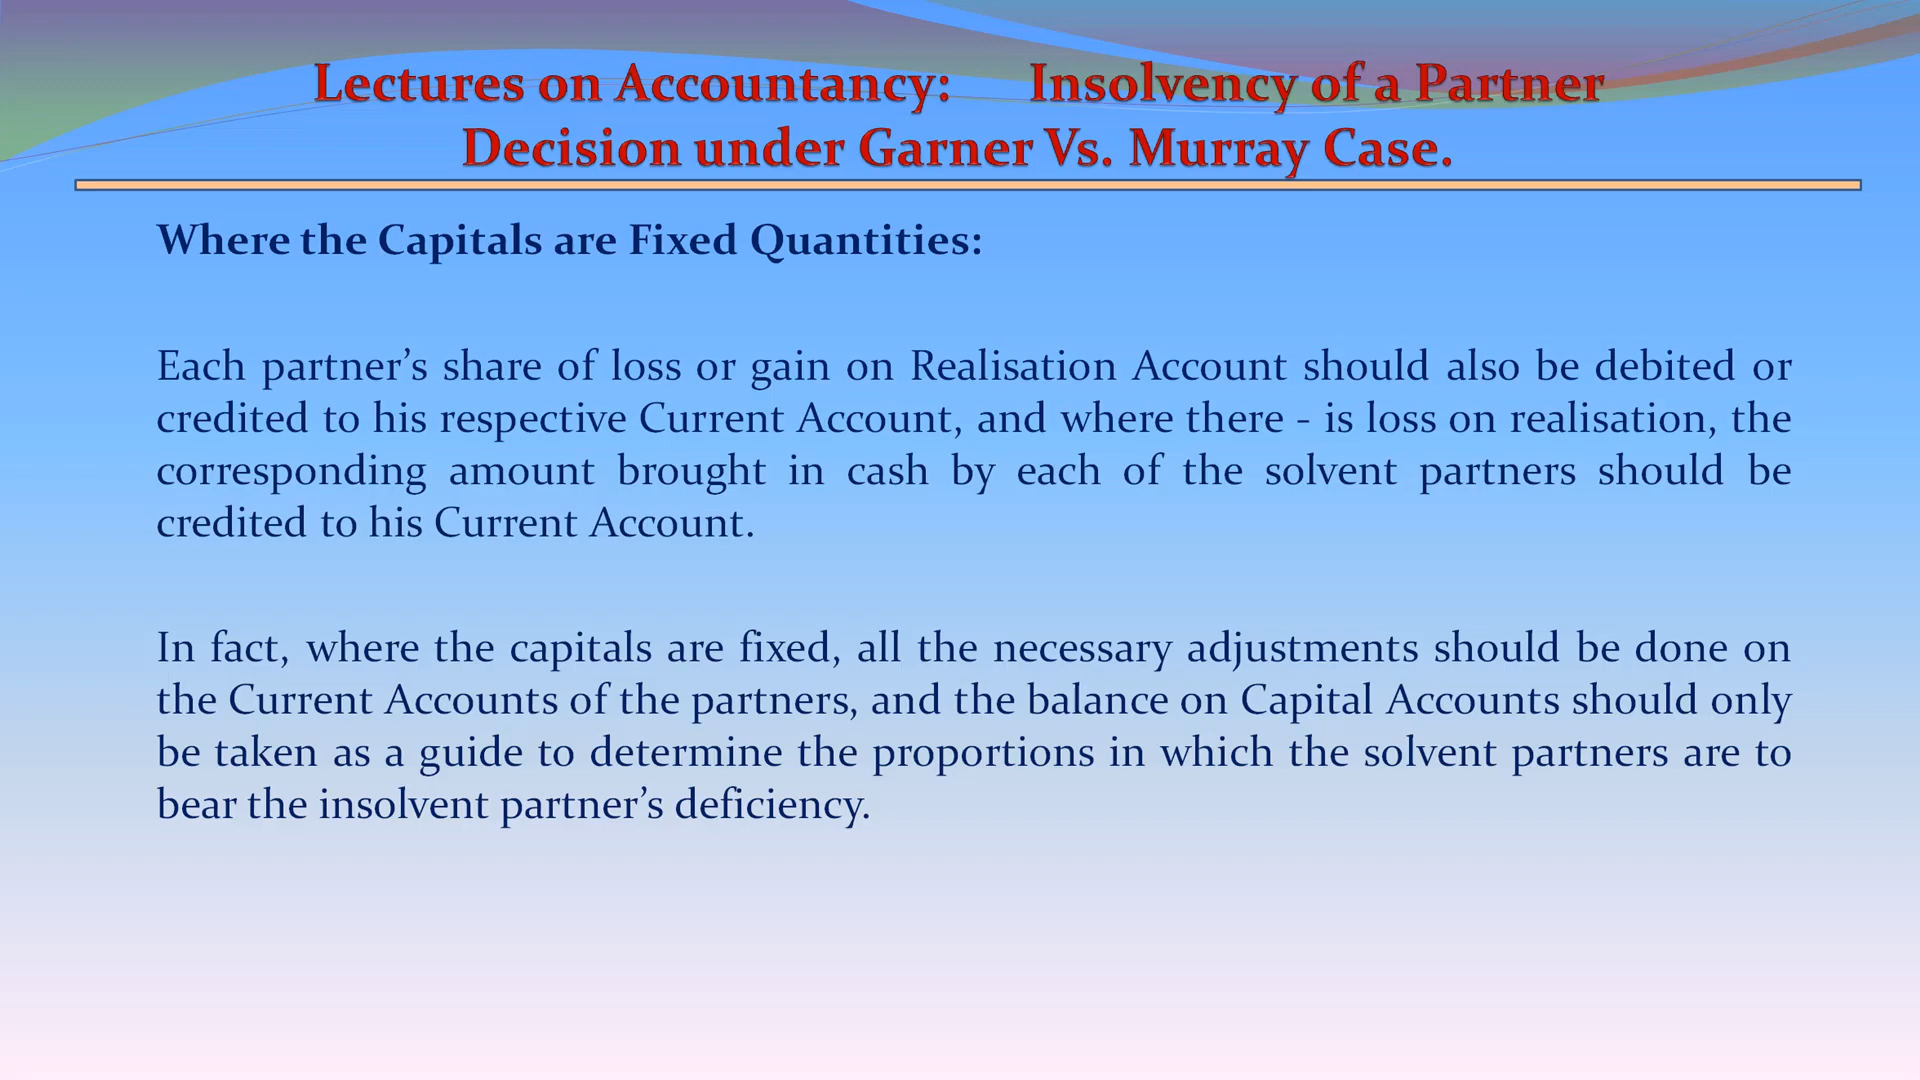 Lectures on Accountancy: Insolvency of a Partner
Decision under Garner Vs. Murray Case.
Where the Capitals are Fixed Quantities:
Each partner’s share of loss or gain on Realisation Account should also be debited or
credited to his respective Current Account, and where there - is loss on realisation, the
corresponding amount brought in cash by each of the solvent partners should be
credited to his Current Account.
In fact, where the capitals are fixed, all the necessary adjustments should be done on
the Current Accounts of the partners, and the balance on Capital Accounts should only
be taken as a guide to determine the proportions in which the solvent partners are to
bear the insolvent partner’s deficiency.